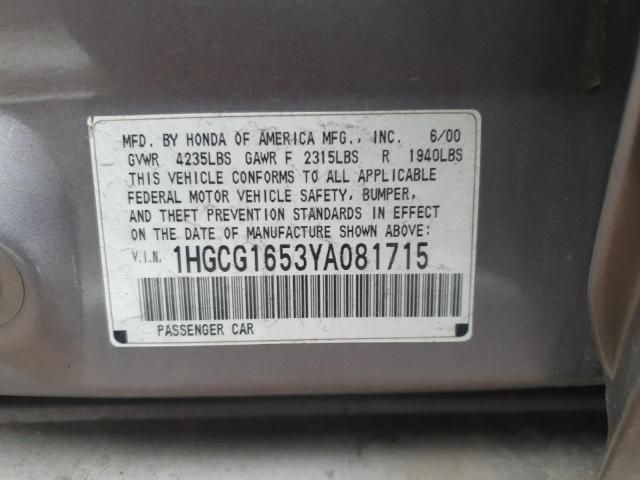 MFD. BY HONDA OF AMERICA MFG., INC. 6/00
GVWR 4235LBS GAWR F 2315LBS R 1940LBS
THIS VEHICLE CONFORMS TO ALL APPLICABLE
FEDERAL MOTOR VEHICLE SAFETY, BUMPER,
AND THEFT PREVENTION STANDARDS IN EFFECT
ON THE DATE OF MANUFACTURE SHOWN ABOVE:
V.I.N. 1HGCG1653YA081715
PASSENGER CAR